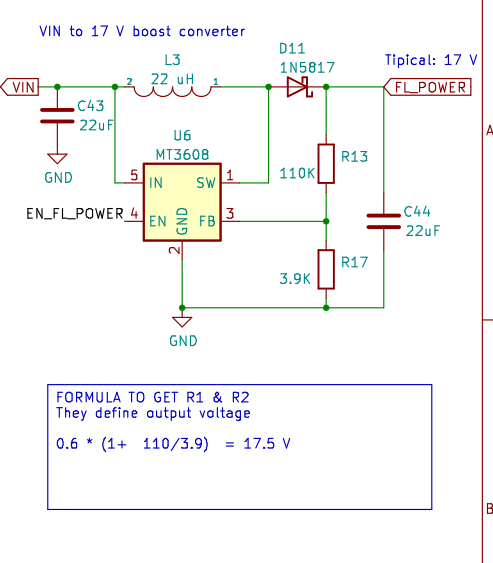 VIN to 17 V boost converter
D11
1N5817
L3
22 uH
Tipical: 17 V
VIN
2
1
FL_POWER
C43
22uF
GND
U6
MT3608
A
R13
110K
5
IN
SW
1
EN_FL_POWER
4
EN
GND
FB
3
2
C44
22uF
R17
3.9K
GND
FORMULA TO GET R1 & R2
They define output voltage
0.6 * (1+  110/3.9)  = 17.5 V
B